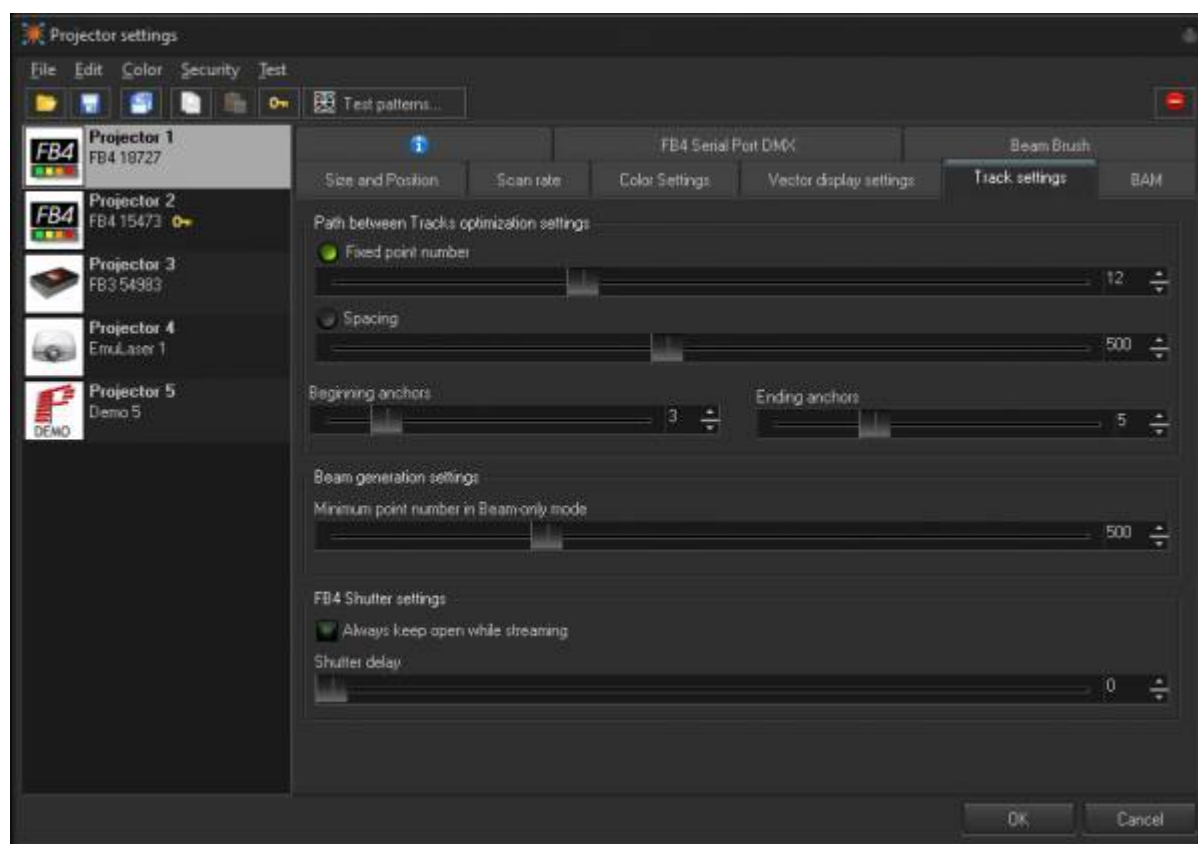 Projector settings
File Edit Color Security Test
Test patterns...
FB4 Projector 1
FB4 18727
FB4 Projector 2
FB4 15473
Projector 3
FB3 54983
Projector 4
EmuLaser 1
DEMO Projector 5
Demo 5
FB4 Serial Port DMX Beam Brush
Size and Position Scan rate Color Settings Vector display settings Track settings BAM
Path between Tracks optimization settings
Fixed point number
12
Spacing
500
Beginning anchors Ending anchors
3 5
Beam generation settings
Minimum point number in Beam-only mode
500
FB4 Shutter settings
Always keep open while streaming
Shutter delay
0
OK Cancel